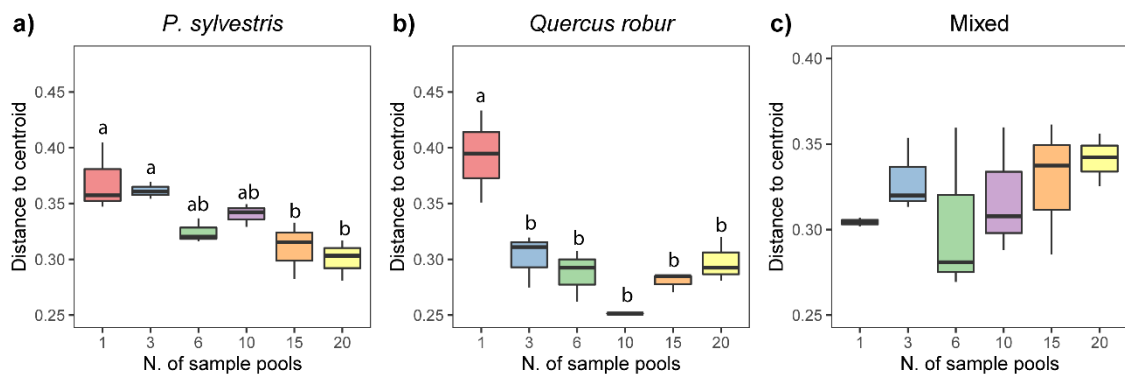 a) P. sylvestris
Distance to centroid
0.45
0.40
0.35
0.30
0.25
a a ab ab b b
1 3 6 10 15 20
N. of sample pools
b) Quercus robur
Distance to centroid
0.45
0.40
0.35
0.30
0.25
a b b b b b
1 3 6 10 15 20
N. of sample pools
c) Mixed
Distance to centroid
0.40
0.35
0.30
0.25
1 3 6 10 15 20
N. of sample pools